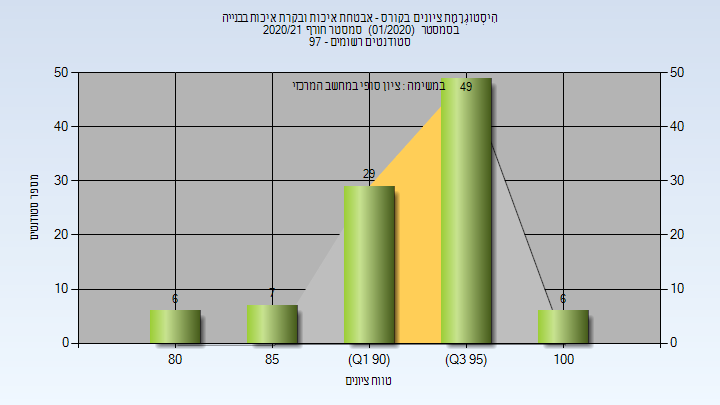 היסטוגרמת ציונים בקורס - אבטחת איכות ובקרת איכות בבנייה
בסמסטר (01/2020) סמסטר חורף 2020/21
סטודנטים רשומים - 97
במשימה : ציון סופי במחשב המרכזי
50
40
30
20
10
0
50
40
30
20
10
0
מספר סטודנטים
6
7
29
49
6
80
85
(Q1 90)
(Q3 95)
100
טווח ציונים